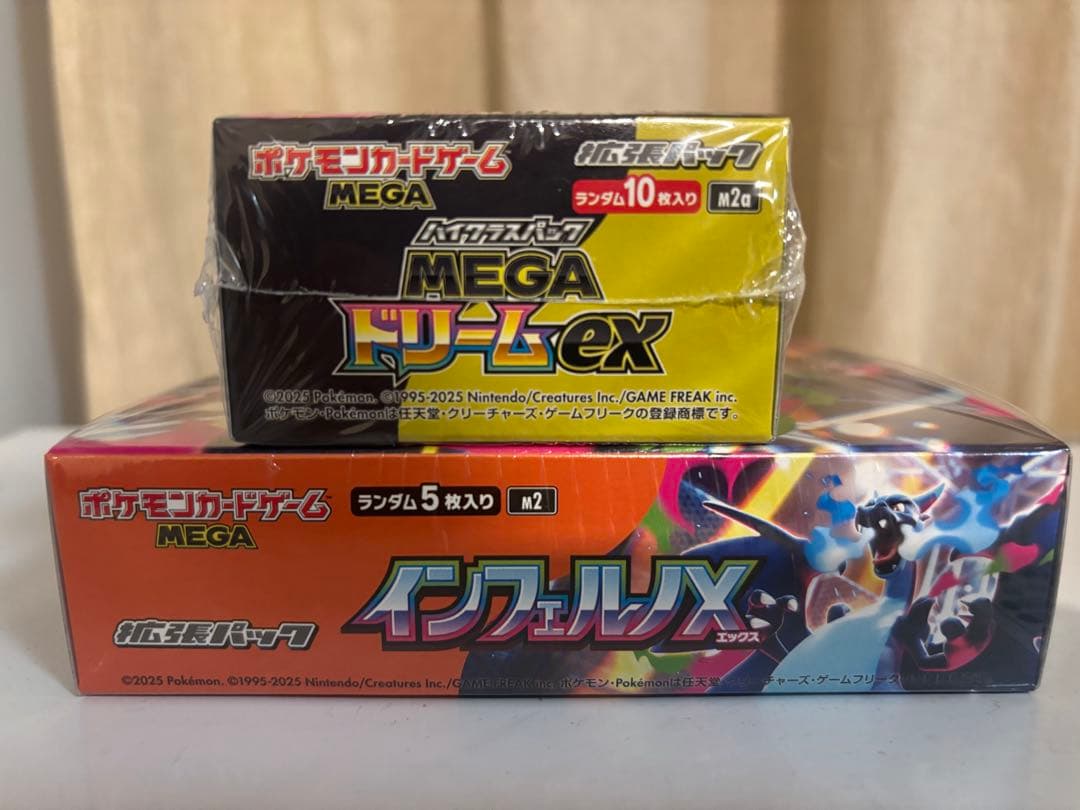 ポケモンカードゲーム
MEGA
拡張パック
ランダム10枚入り M2a
ハイクラスパック
MEGA
ドリームex
©2025 Pokémon. ©1995-2025 Nintendo/Creatures Inc./GAME FREAK inc.
ポケモン・Pokémonは任天堂・クリーチャーズ・ゲームフリークの登録商標です。
ポケモンカードゲーム
MEGA
ランダム5枚入り M2
インフェルノX
エックス
拡張パック
©2025 Pokémon. ©1995-2025 Nintendo/Creatures Inc./GAME FREAK inc. ポケモン・Pokémonは任天堂・クリーチャーズ・ゲームフリーク